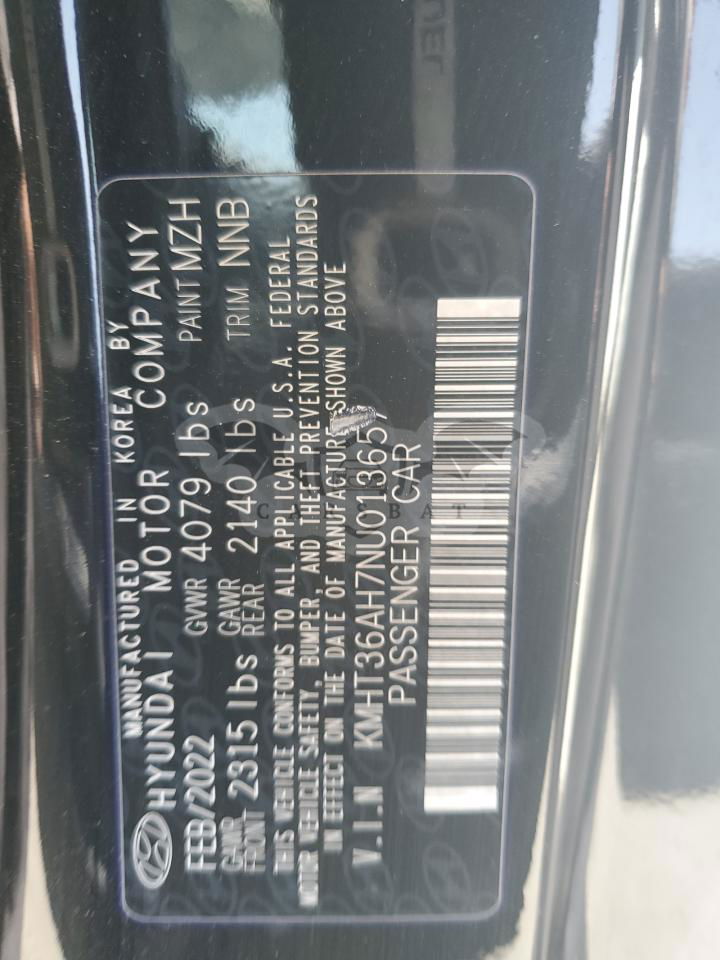 MANUFACTURED IN KOREA BY
HYUNDAI MOTOR COMPANY
FEB/2022 GVWR 4079 lbs PAINT MZH
GAWR FRONT 2315 lbs GAWR REAR 2140 lbs TRIM NNB
THIS VEHICLE CONFORMS TO ALL APPLICABLE U.S.A. FEDERAL
MOTOR VEHICLE SAFETY, BUMPER, AND THEFT PREVENTION STANDARDS
IN EFFECT ON THE DATE OF MANUFACTURE SHOWN ABOVE
V.I.N KMHT36AH7NU01365
PASSENGER CAR